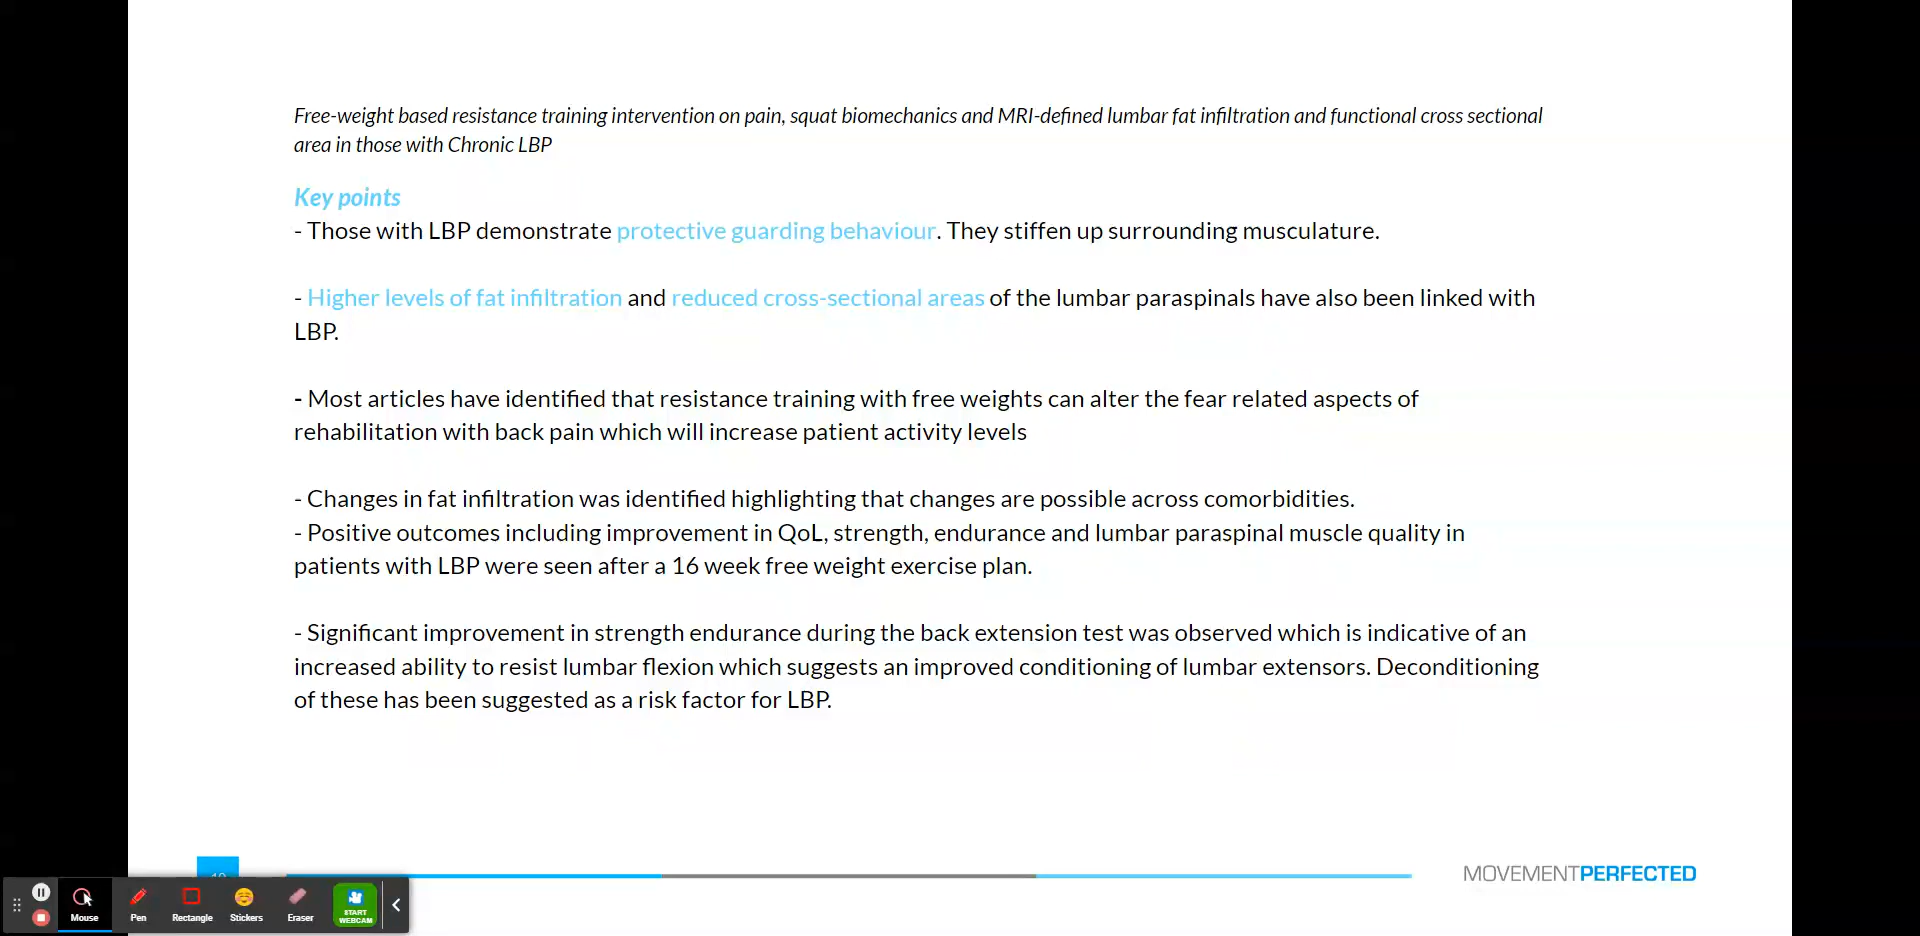 Free-weight based resistance training intervention on pain, squat biomechanics and MRI-defined lumbar fat infiltration and functional cross sectional
area in those with Chronic LBP
Key points
- Those with LBP demonstrate protective guarding behaviour. They stiffen up surrounding musculature.
- Higher levels of fat infiltration and reduced cross-sectional areas of the lumbar paraspinals have also been linked with
LBP.
- Most articles have identified that resistance training with free weights can alter the fear related aspects of
rehabilitation with back pain which will increase patient activity levels
- Changes in fat infiltration was identified highlighting that changes are possible across comorbidities.
- Positive outcomes including improvement in QoL, strength, endurance and lumbar paraspinal muscle quality in
patients with LBP were seen after a 16 week free weight exercise plan.
- Significant improvement in strength endurance during the back extension test was observed which is indicative of an
increased ability to resist lumbar flexion which suggests an improved conditioning of lumbar extensors. Deconditioning
of these has been suggested as a risk factor for LBP.
MOVEMENTPERFECTED
Mouse Pen Rectangle Stickers Eraser START
WEBCAM